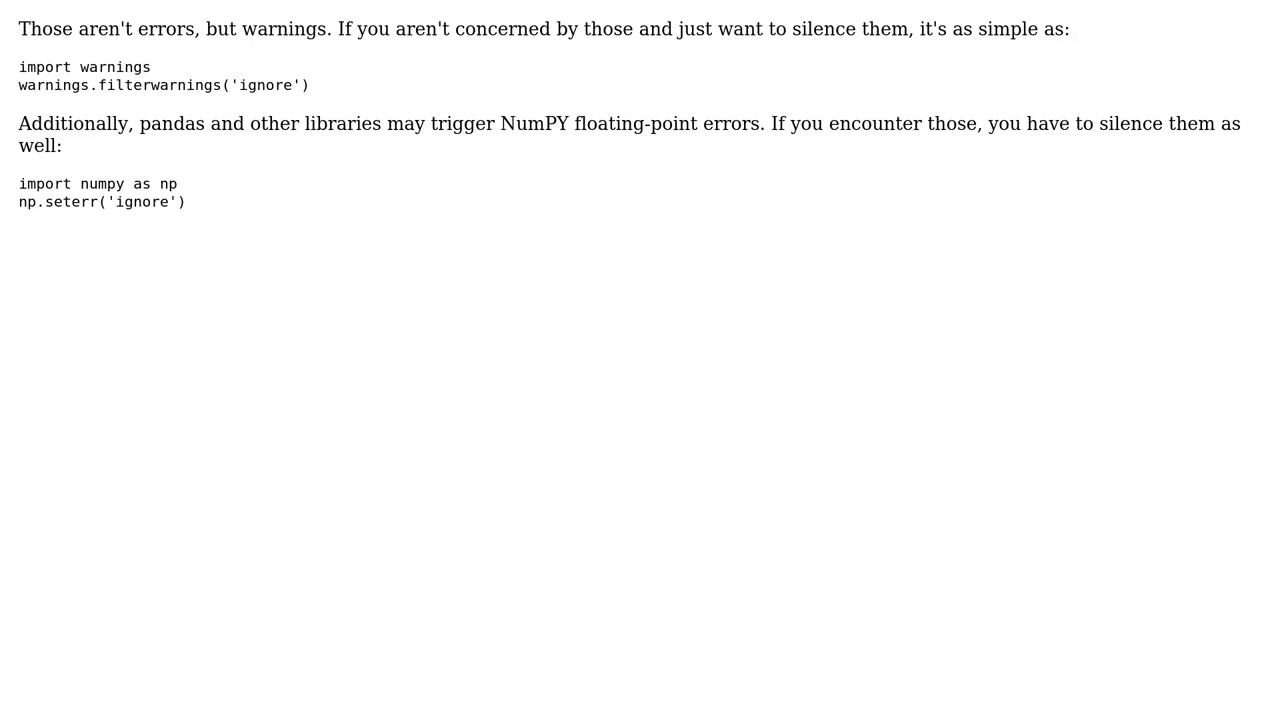 Those aren't errors, but warnings. If you aren't concerned by those and just want to silence them, it's as simple as:
import warnings
warnings.filterwarnings('ignore')
Additionally, pandas and other libraries may trigger NumPY floating-point errors. If you encounter those, you have to silence them as
well:
import numpy as np
np.seterr('ignore')